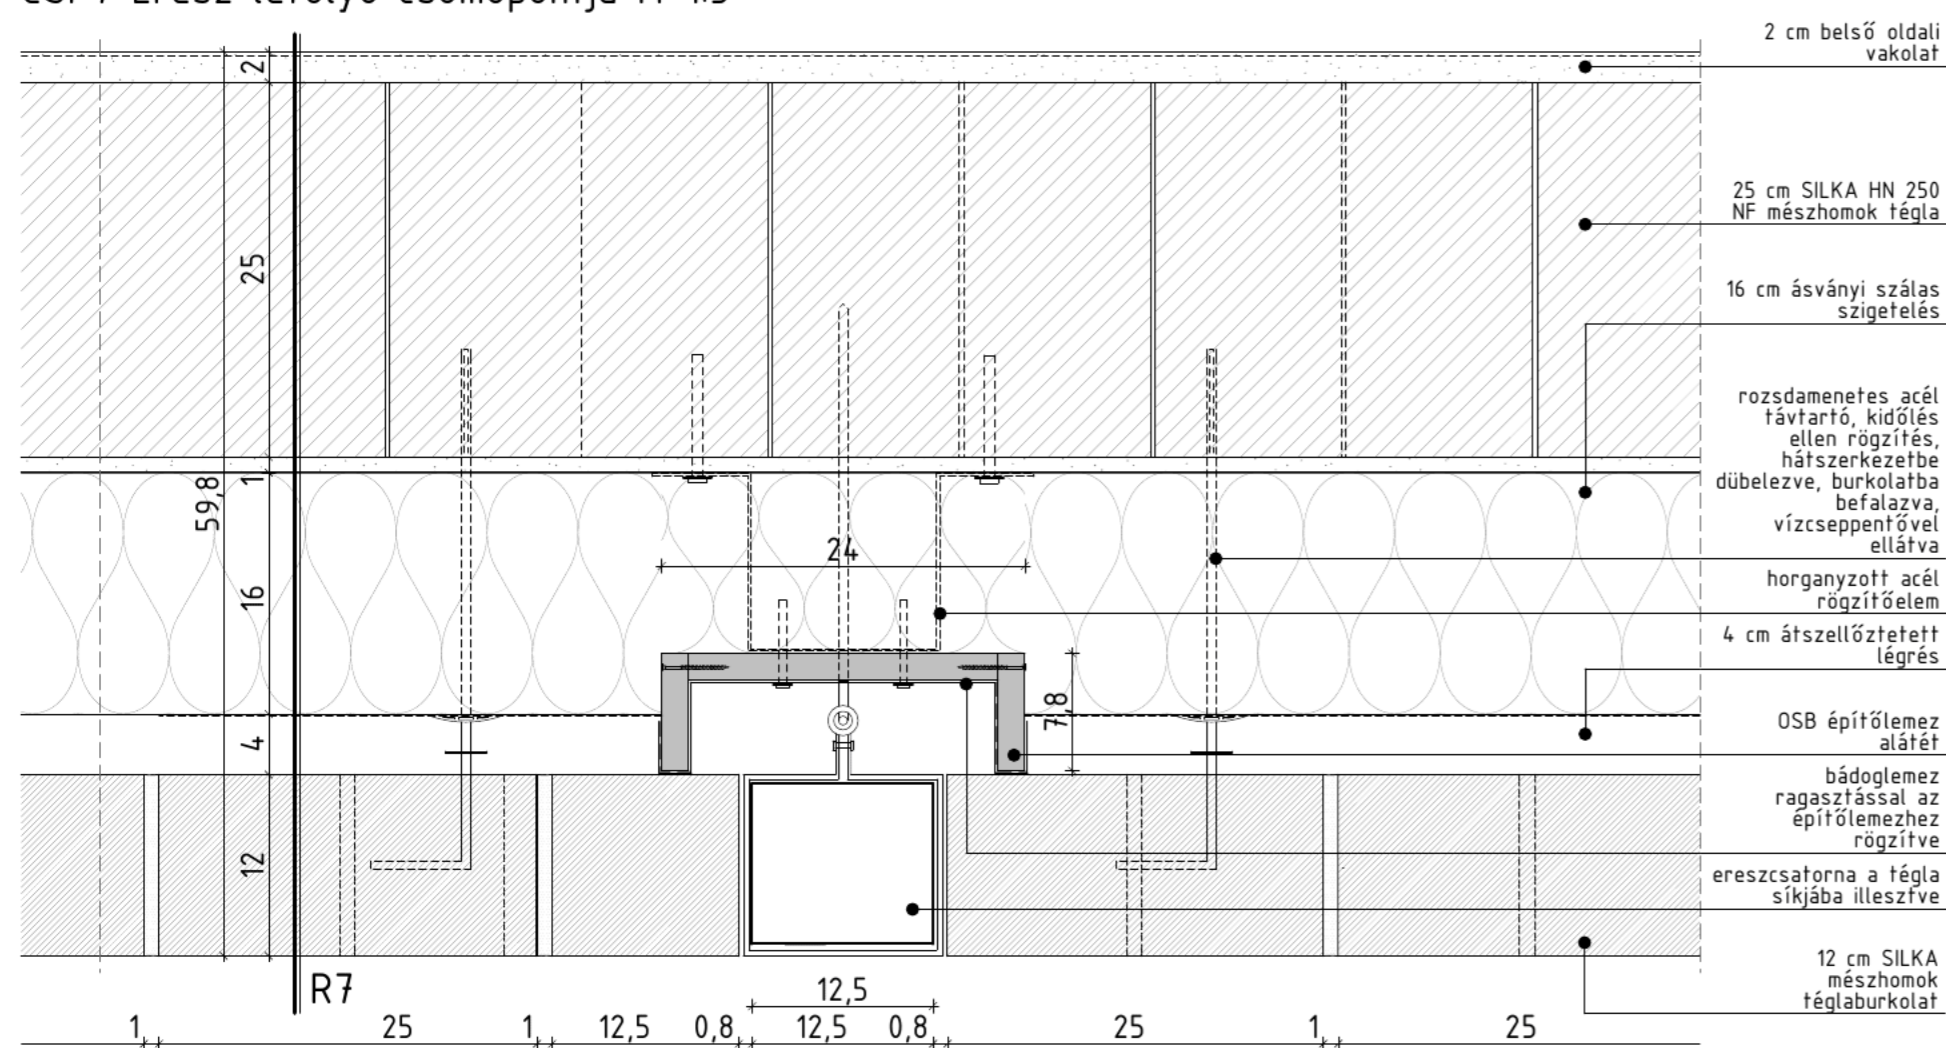 2 cm belső oldali
vakolat
25 cm SILKA HN 250
NF mészhomok tégla
16 cm ásványi szálas
szigetelés
rozsdamenetes acél
távtartó, kidőlés
ellen rögzítés,
hátszerkezetbe
dübelezve, burkolatba
befalazva,
vízcseppentővel
ellátva
horganyzott acél
rögzítőelem
4 cm átszellőztetett
légrés
OSB építőlemez
alátét
bádoglemez
ragasztással az
építőlemezhez
rögzítve
ereszcsatorna a tégla
síkjába illesztve
12 cm SILKA
mészhomok
téglaburkolat
2
25
1
59,8
16
4
12
24
7,8
R7
12,5
1 25 1 12,5 0,8 12,5 0,8 25 1 25